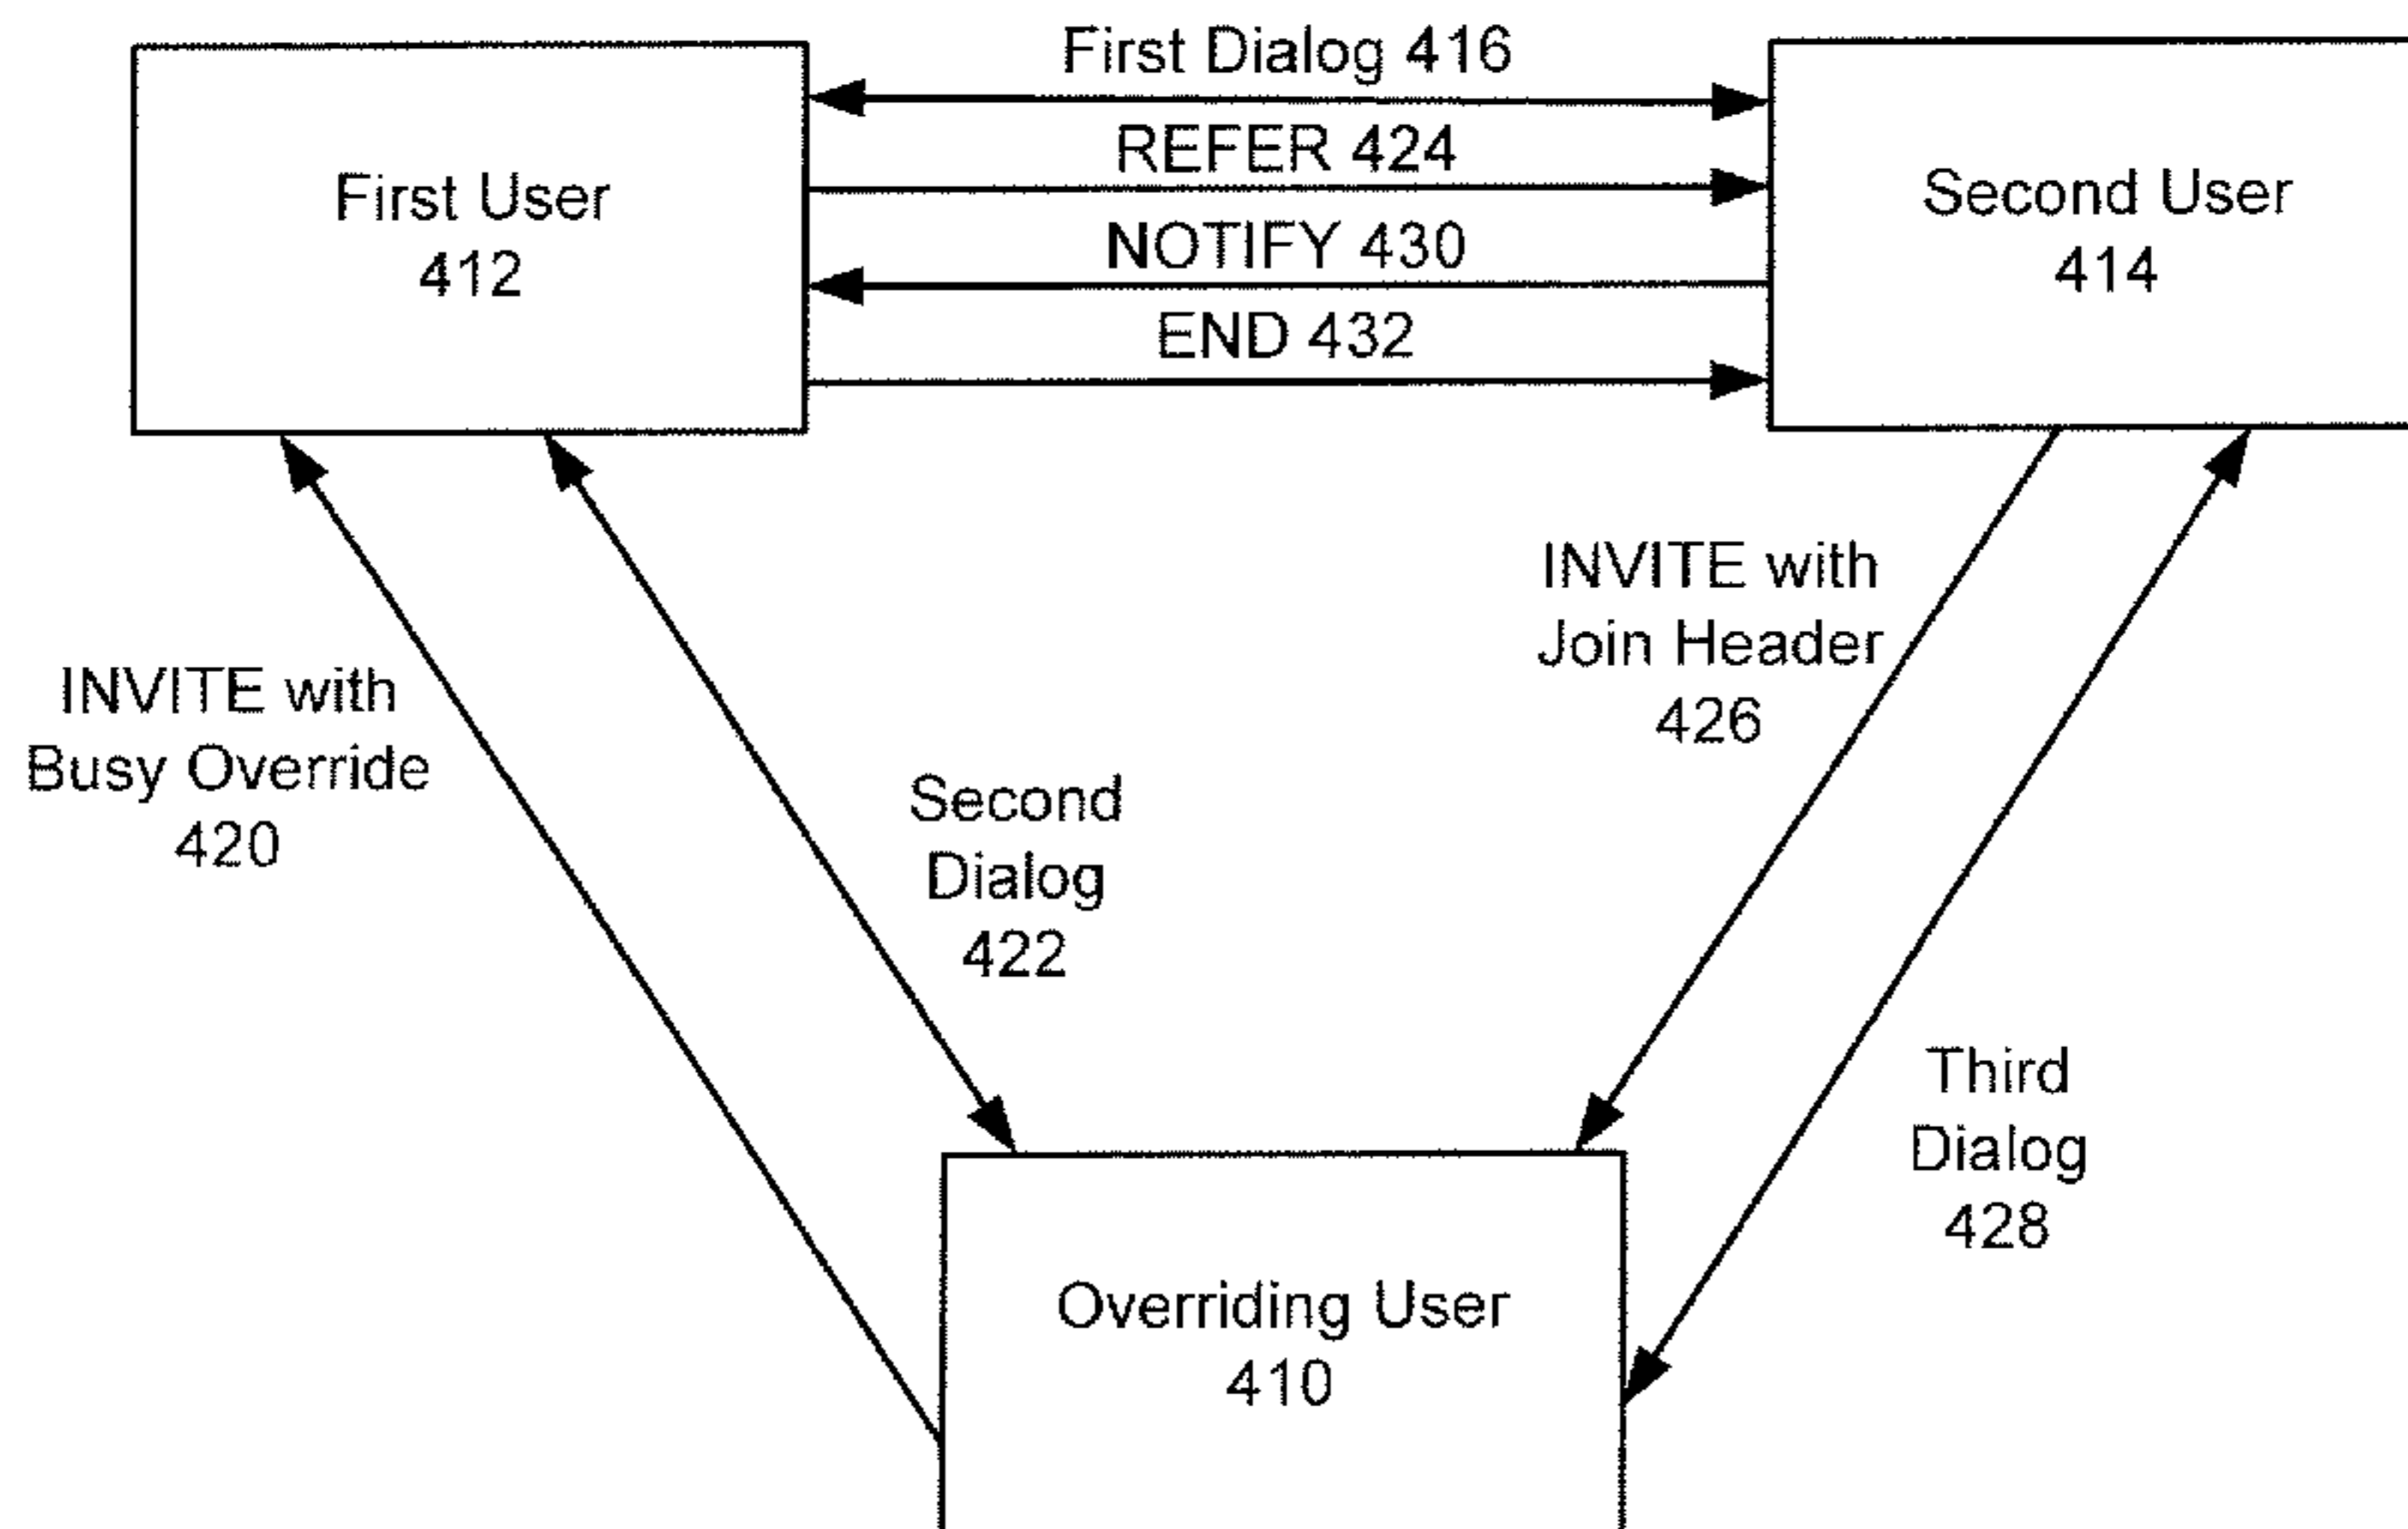 First Dialog 416
REFER 424
NOTIFY 430
END 432
First User
412
Second User
414
INVITE with
Busy Override
420
Second
Dialog
422
INVITE with
Join Header
426
Third
Dialog
428
Overriding User
410